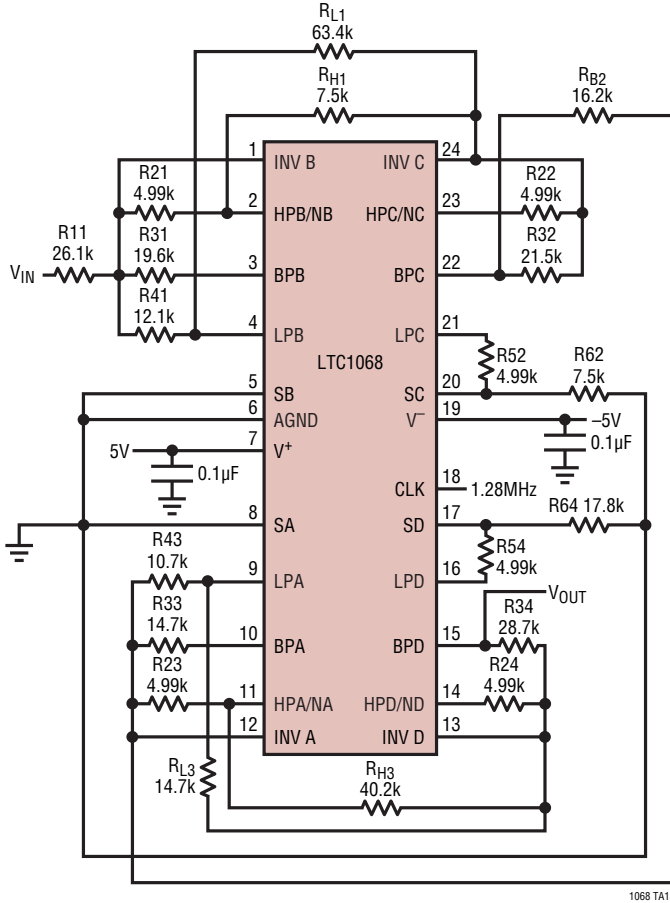 RL1
63.4k
RH1
7.5k
RB2
16.2k
1
INV B
INV C
24
R21
4.99k
2
HPB/NB
HPC/NC
23
R22
4.99k
R11
26.1k
VIN
R31
19.6k
3
BPB
BPC
22
R32
21.5k
R41
12.1k
4
LPB
LPC
21
LTC1068
R52
4.99k
R62
7.5k
5
SB
SC
20
6
AGND
V–
19
–5V
0.1µF
5V
7
V+
0.1µF
CLK
18
1.28MHz
8
SA
SD
17
R64 17.8k
R43
10.7k
9
LPA
LPD
16
R54
4.99k
VOUT
R33
14.7k
10
BPA
BPD
15
R34
28.7k
R23
4.99k
11
HPA/NA
HPD/ND
14
R24
4.99k
12
INV A
INV D
13
RL3
14.7k
RH3
40.2k
1068 TA1